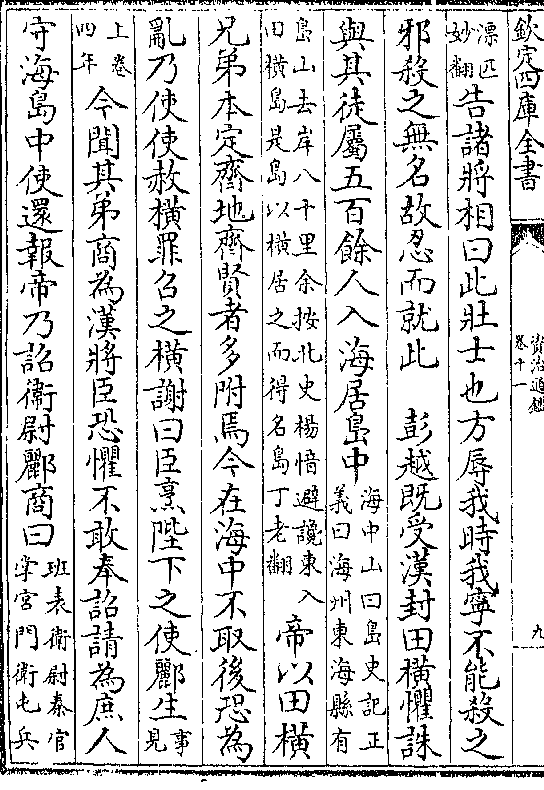 欽定四庫全書
資治通鑑
卷十一
九
漂匹
妙翻
告諸將相曰此壯士也方辱我時我寧不能殺之
邪殺之無名故忍而就此　彭越既受漢封田橫懼誅
與其徒屬五百餘人入海居島中
海中山曰島史記正
義曰海州東海縣有
島山去岸八十里余按北史楊愔避讒東入
田橫島是島以橫居之而得名島丁老翻
帝以田橫
兄弟本定齊地齊賢者多附焉今在海中不取後恐為
亂乃使使赦橫罪召之橫謝曰臣烹陛下之使酈生
事
見
上卷
四年
今聞其弟商為漢將臣恐懼不敢奉詔請為庶人
守海島中使還報帝乃詔衛尉酈商曰
班表衛尉秦官
掌宮門衛屯兵